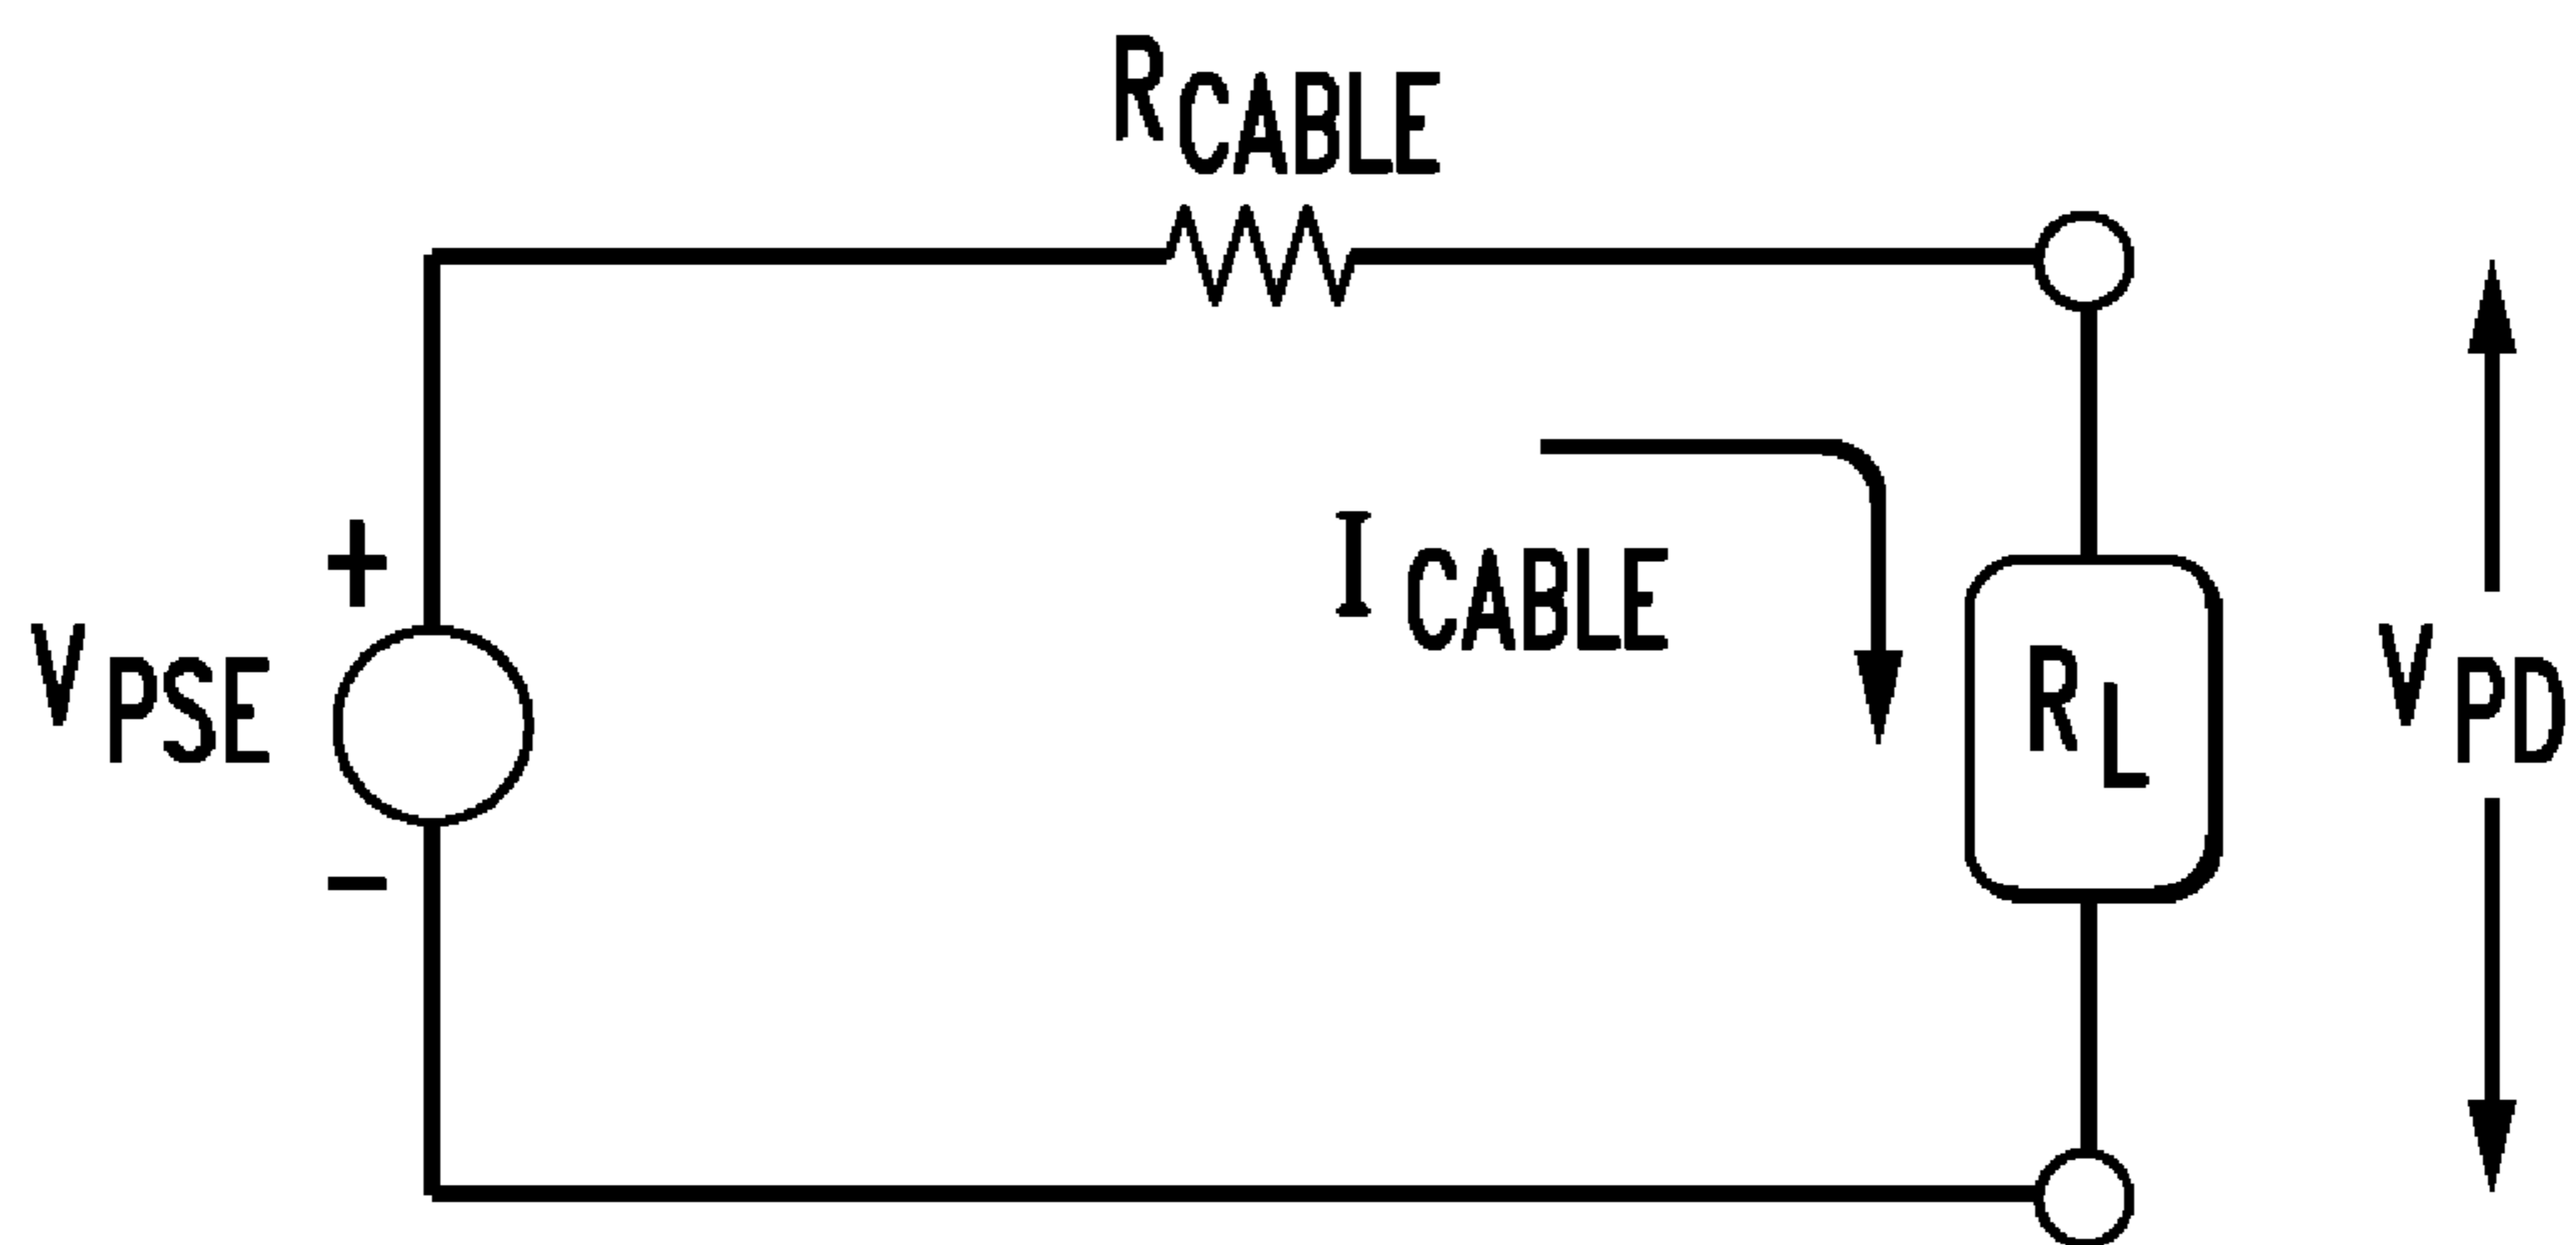 RCABLE
ICABLE
+
VPSE
−
RL
VPD